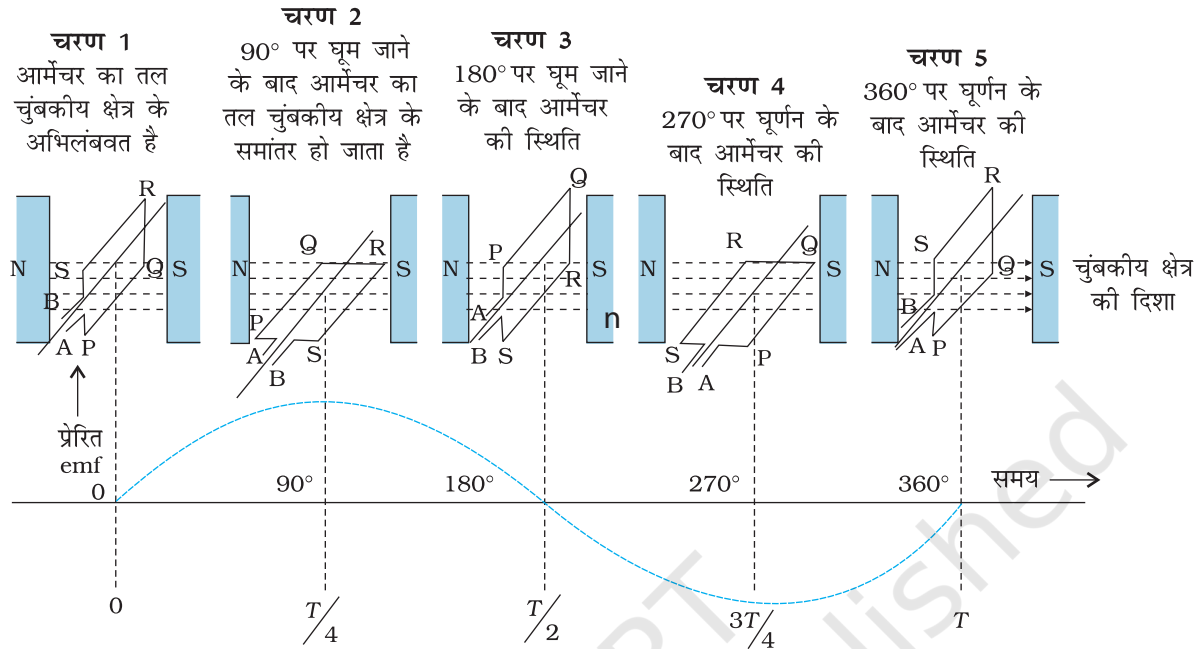 चरण 1
आर्मेचर का तल
चुंबकीय क्षेत्र के
अभिलंबवत है
चरण 2
90° पर घूम जाने
के बाद आर्मेचर का
तल चुंबकीय क्षेत्र के
समांतर हो जाता है
चरण 3
180° पर घूम जाने
के बाद आर्मेचर
की स्थिति
चरण 4
270° पर घूर्णन के
बाद आर्मेचर की
स्थिति
चरण 5
360° पर घूर्णन के
बाद आर्मेचर की
स्थिति
R
N S Q S
B
A P
Q R
N S
P
A S
B
Q
P
N R S
A
B S
n
R Q
N S
S P
B A
R
S
N Q S
B
A P
चुंबकीय क्षेत्र
की दिशा
प्रेरित
emf
0
90°
180°
270°
360°
समय
0
T/4
T/2
3T/4
T